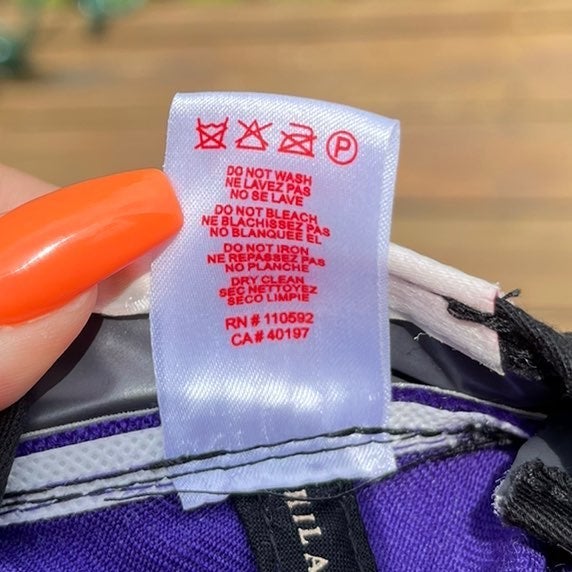 P
DO NOT WASH
NE LAVEZ PAS
NO SE LAVE
DO NOT BLEACH
NE BLACHISSEZ PAS
NO BLANQUEE EL
DO NOT IRON
NE REPASSEZ PAS
NO PLANCHE
DRY CLEAN
SEC NETTOYEZ
SECO LIMPIE
RN # 110592
CA # 40197